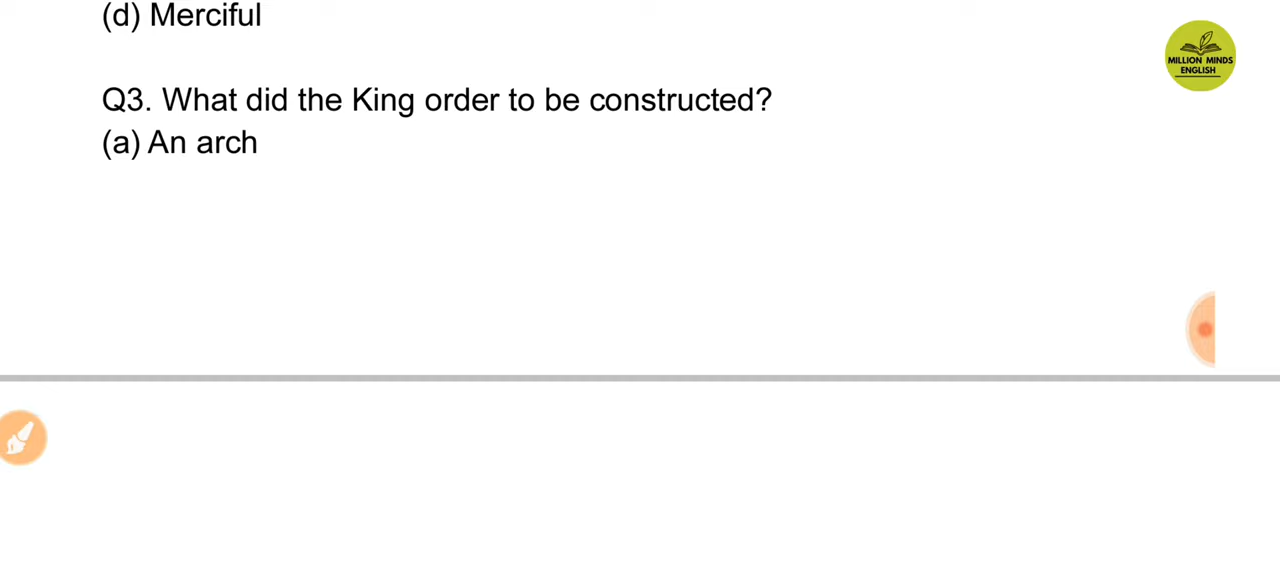 (d) Merciful
MILLION MINDS
ENGLISH
Q3. What did the King order to be constructed?
(a) An arch